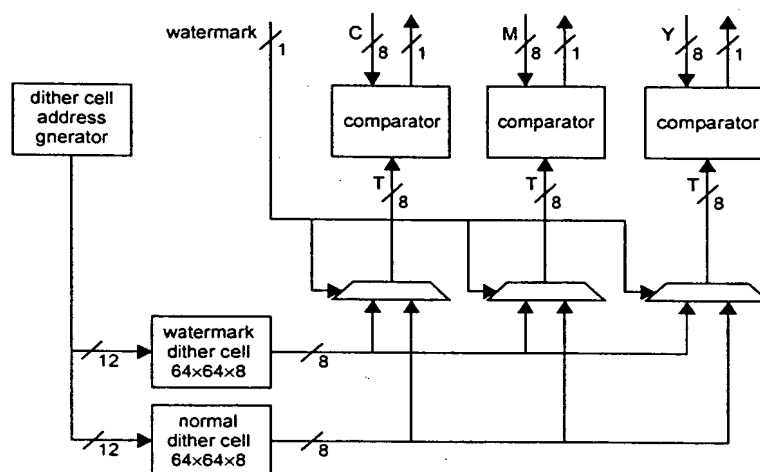 watermark 1 C 8 1 M 8 1 Y 8 1
dither cell
address
gnerator
comparator comparator comparator
T 8 T 8 T 8
12 watermark
dither cell
64×64×8 8
12 normal
dither cell
64×64×8 8